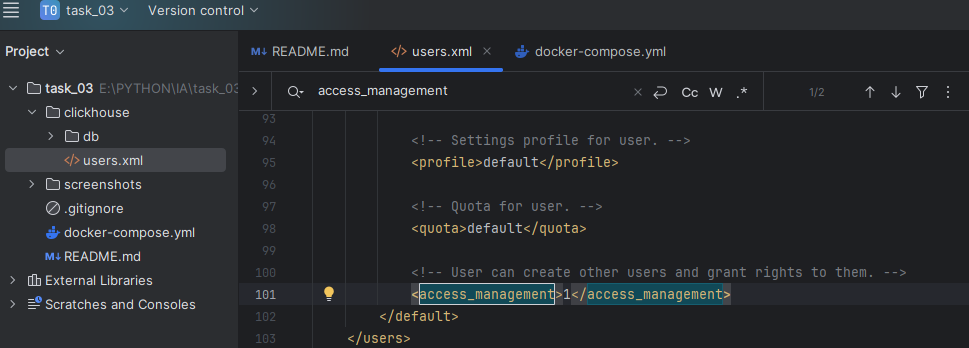 T0 task_03 Version control
Project
task_03 E:\PYTHON\IA\task_03
clickhouse
db
users.xml
screenshots
.gitignore
docker-compose.yml
README.md
External Libraries
Scratches and Consoles
README.md users.xml docker-compose.yml
access_management Cc W .* 1/2
93
94 <!-- Settings profile for user. -->
95 <profile>default</profile>
96
97 <!-- Quota for user. -->
98 <quota>default</quota>
99
100 <!-- User can create other users and grant rights to them. -->
101 <access_management>1</access_management>
102 </default>
103 </users>